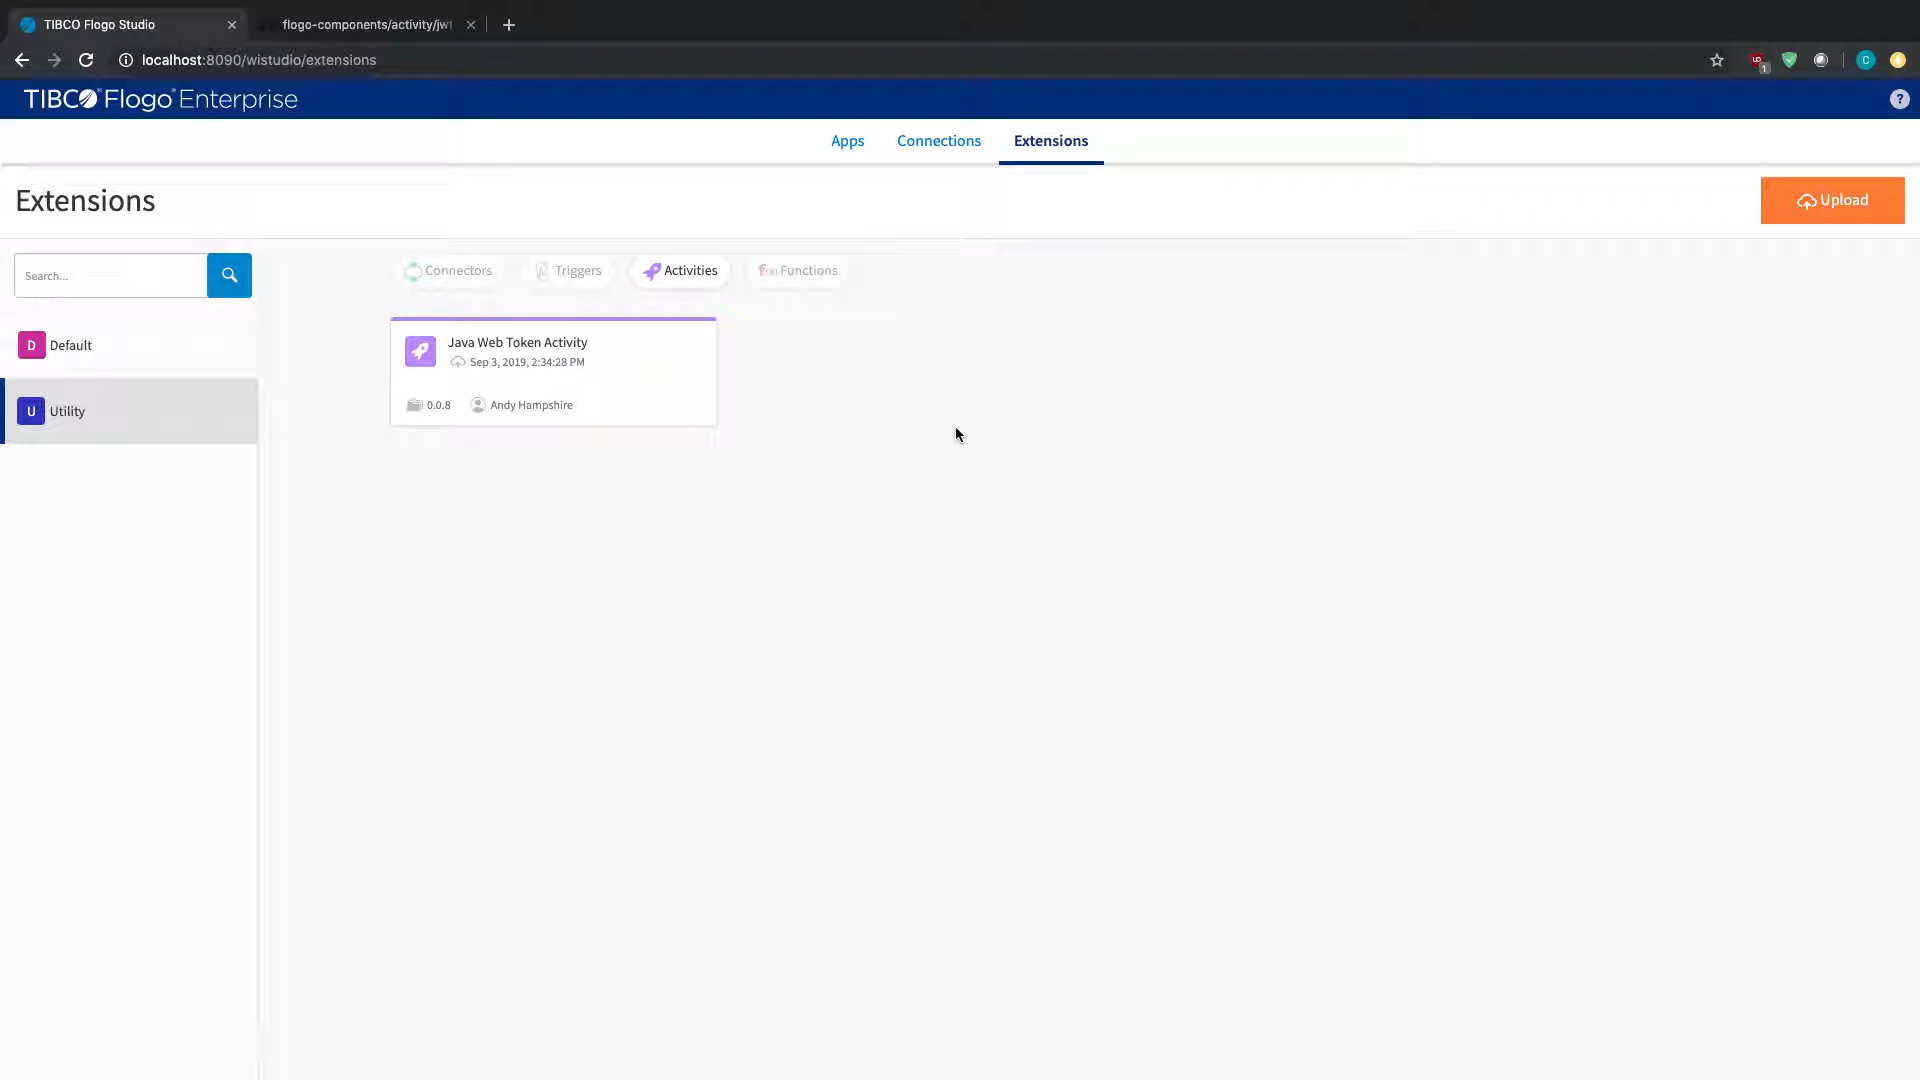 TIBCO Flogo Studio
flogo-components/activity/jwt
localhost:8090/wistudio/extensions
1
C
TIBCO® Flogo® Enterprise
?
Apps
Connections
Extensions
Extensions
Upload
Search...
Connectors
Triggers
Activities
Functions
D Default
U Utility
Java Web Token Activity
Sep 3, 2019, 2:34:28 PM
0.0.8
Andy Hampshire